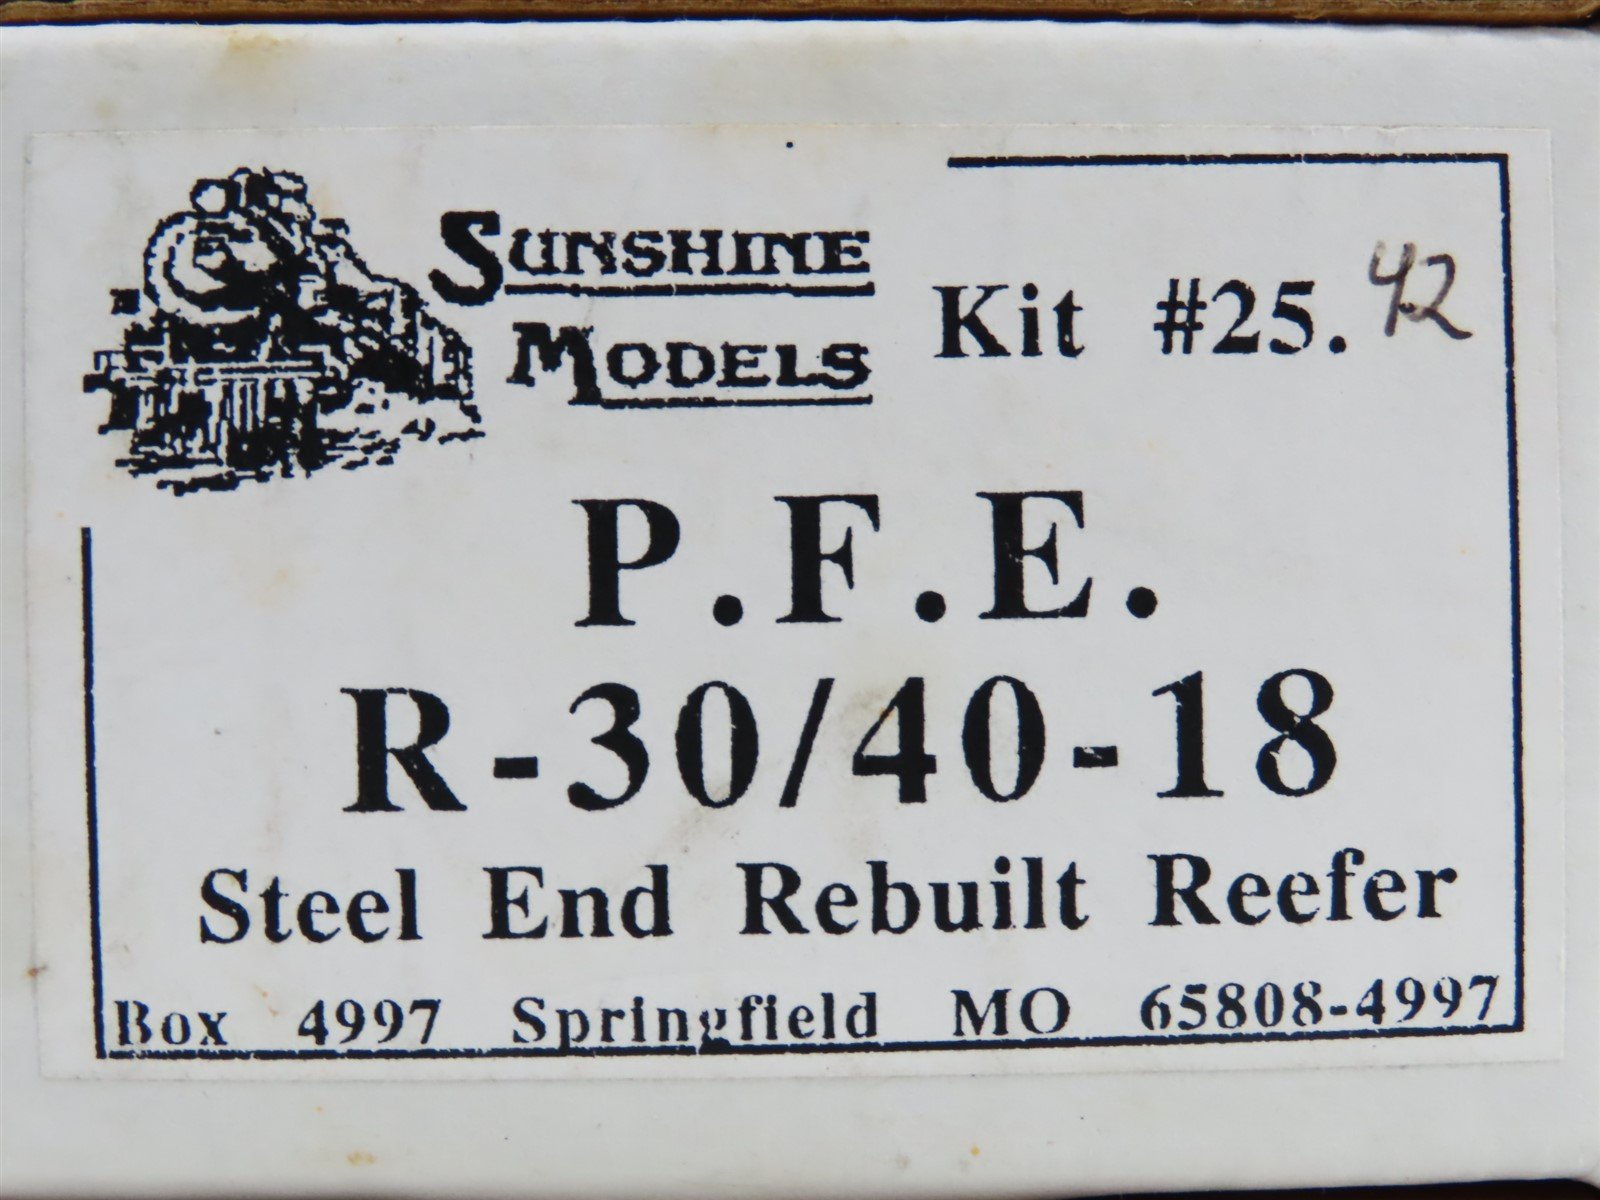 SUNSHINE
MODELS
Kit #25.42
P.F.E.
R-30/40-18
Steel End Rebuilt Reefer
Box 4997 Springfield MO 65808-4997